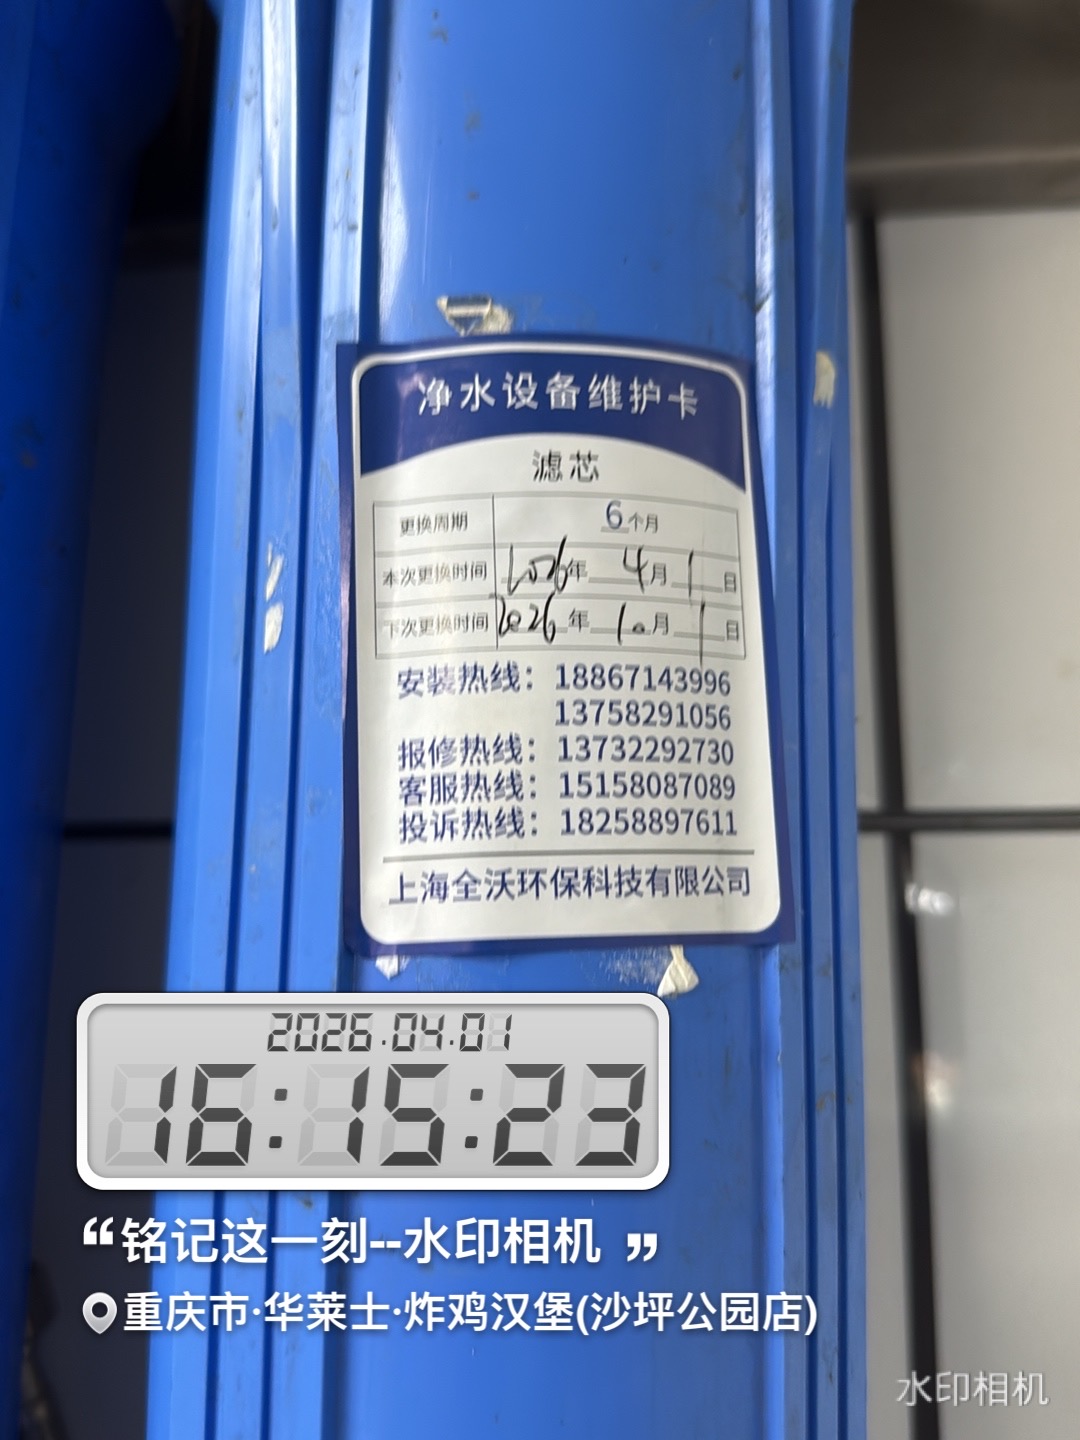 净水设备维护卡
滤芯
更换周期 6个月
本次更换时间 2026年4月1日
下次更换时间 2026年10月1日
安装热线：18867143996
13758291056
报修热线：13732292730
客服热线：15158087089
投诉热线：18258897611
上海全沃环保科技有限公司
2026.04.01
16:15:23
“铭记这一刻--水印相机 ”
重庆市·华莱士·炸鸡汉堡(沙坪公园店)
水印相机